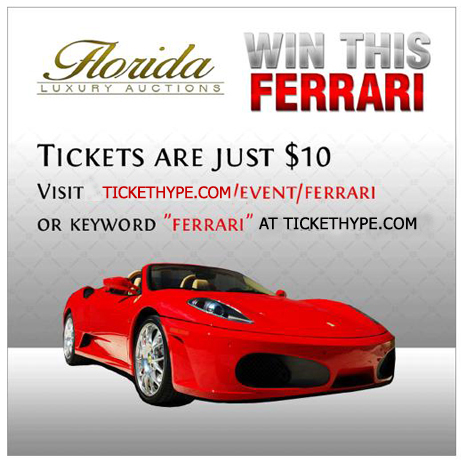 Florida
LUXURY AUCTIONS
WIN THIS
FERRARI
TICKETS ARE JUST $10
VISIT TICKETHYPE.COM/EVENT/FERRARI
OR KEYWORD "FERRARI" AT TICKETHYPE.COM